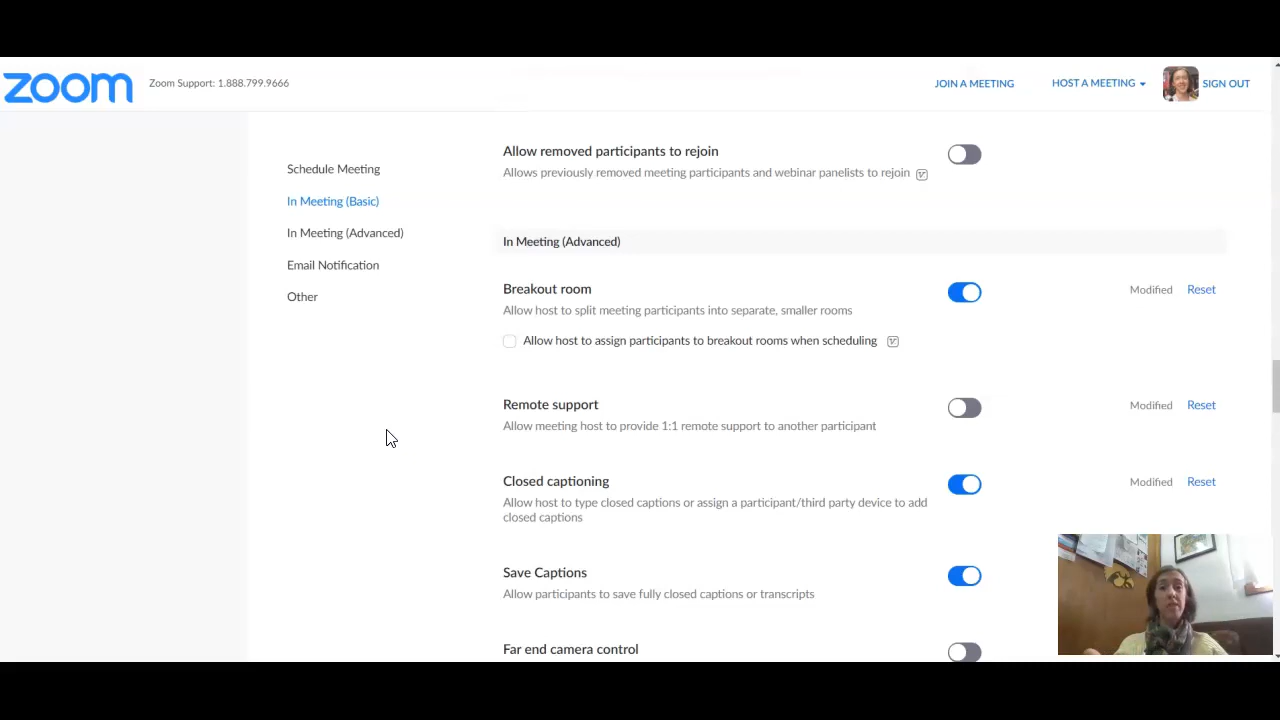 zoom
Zoom Support: 1.888.799.9666
JOIN A MEETING
HOST A MEETING
SIGN OUT
Schedule Meeting
In Meeting (Basic)
In Meeting (Advanced)
Email Notification
Other
Allow removed participants to rejoin
Allows previously removed meeting participants and webinar panelists to rejoin
In Meeting (Advanced)
Breakout room
Modified Reset
Allow host to split meeting participants into separate, smaller rooms
Allow host to assign participants to breakout rooms when scheduling
Remote support
Modified Reset
Allow meeting host to provide 1:1 remote support to another participant
Closed captioning
Modified Reset
Allow host to type closed captions or assign a participant/third party device to add
closed captions
Save Captions
Allow participants to save fully closed captions or transcripts
Far end camera control